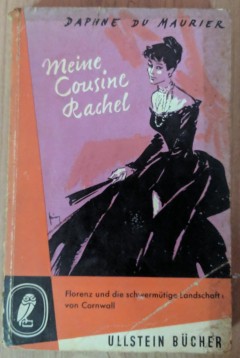 DAPHNE DU MAURIER
Meine
Cousine
Rachel
Florenz und die schwermütige Landschaft
von Cornwall
ULLSTEIN BÜCHER